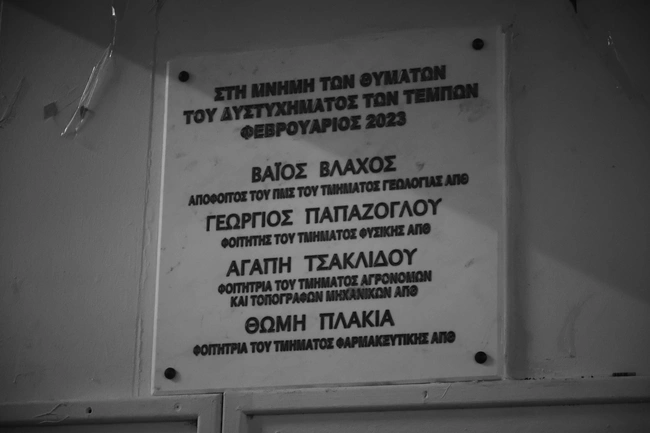 ΣΤΗ ΜΝΗΜΗ ΤΩΝ ΘΥΜΑΤΩΝ
ΤΟΥ ΔΥΣΤΥΧΗΜΑΤΟΣ ΤΩΝ ΤΕΜΠΩΝ
ΦΕΒΡΟΥΑΡΙΟΣ 2023
ΒΑΪΟΣ ΒΛΑΧΟΣ
ΑΠΟΦΟΙΤΟΣ ΤΟΥ ΠΜΣ ΤΟΥ ΤΜΗΜΑΤΟΣ ΓΕΩΛΟΓΙΑΣ ΑΠΘ
ΓΕΩΡΓΙΟΣ ΠΑΠΑΖΟΓΛΟΥ
ΦΟΙΤΗΤΗΣ ΤΟΥ ΤΜΗΜΑΤΟΣ ΦΥΣΙΚΗΣ ΑΠΘ
ΑΓΑΠΗ ΤΣΑΚΛΙΔΟΥ
ΦΟΙΤΗΤΡΙΑ ΤΟΥ ΤΜΗΜΑΤΟΣ ΑΓΡΟΝΟΜΩΝ
ΚΑΙ ΤΟΠΟΓΡΑΦΩΝ ΜΗΧΑΝΙΚΩΝ ΑΠΘ
ΘΩΜΗ ΠΛΑΚΙΑ
ΦΟΙΤΗΤΡΙΑ ΤΟΥ ΤΜΗΜΑΤΟΣ ΦΑΡΜΑΚΕΥΤΙΚΗΣ ΑΠΘ